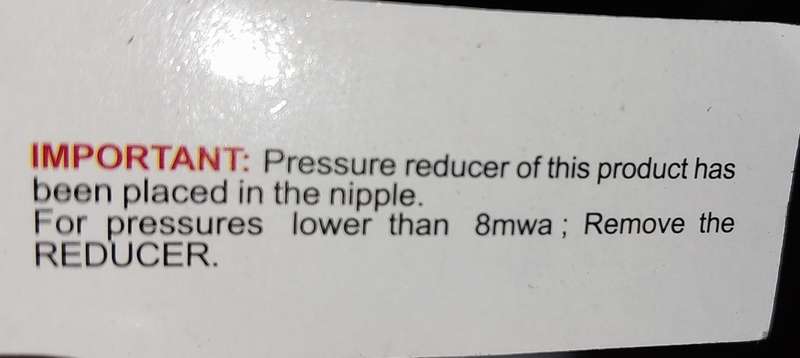 IMPORTANT: Pressure reducer of this product has
been placed in the nipple.
For pressures lower than 8mwa ; Remove the
REDUCER.